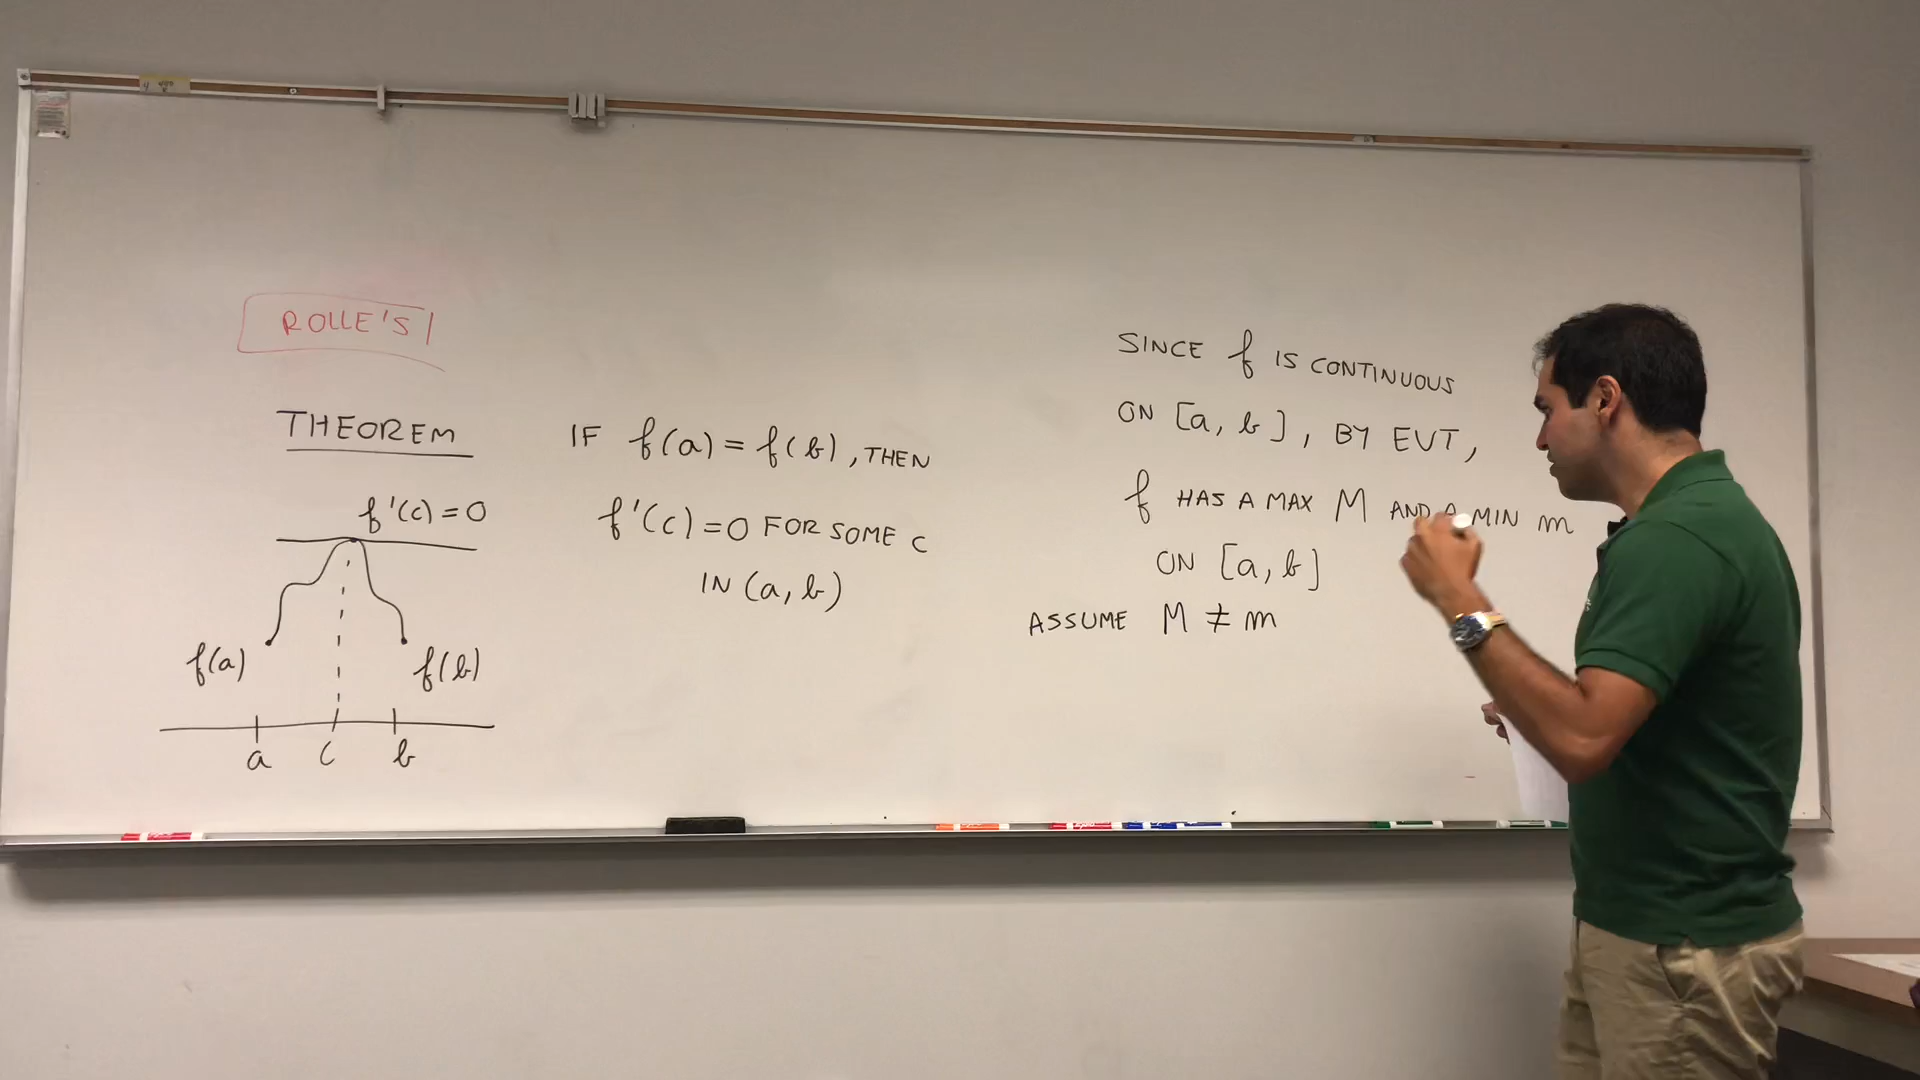 ROLLE'S
THEOREM
f'(c)=0
f(a)
f(b)
a
c
b
IF f(a)=f(b), THEN
f'(c)=0 FOR SOME c
IN (a, b)
SINCE f IS CONTINUOUS
ON [a, b], BY EVT,
f HAS A MAX M AND A MIN m
ON [a, b]
ASSUME M ≠ m